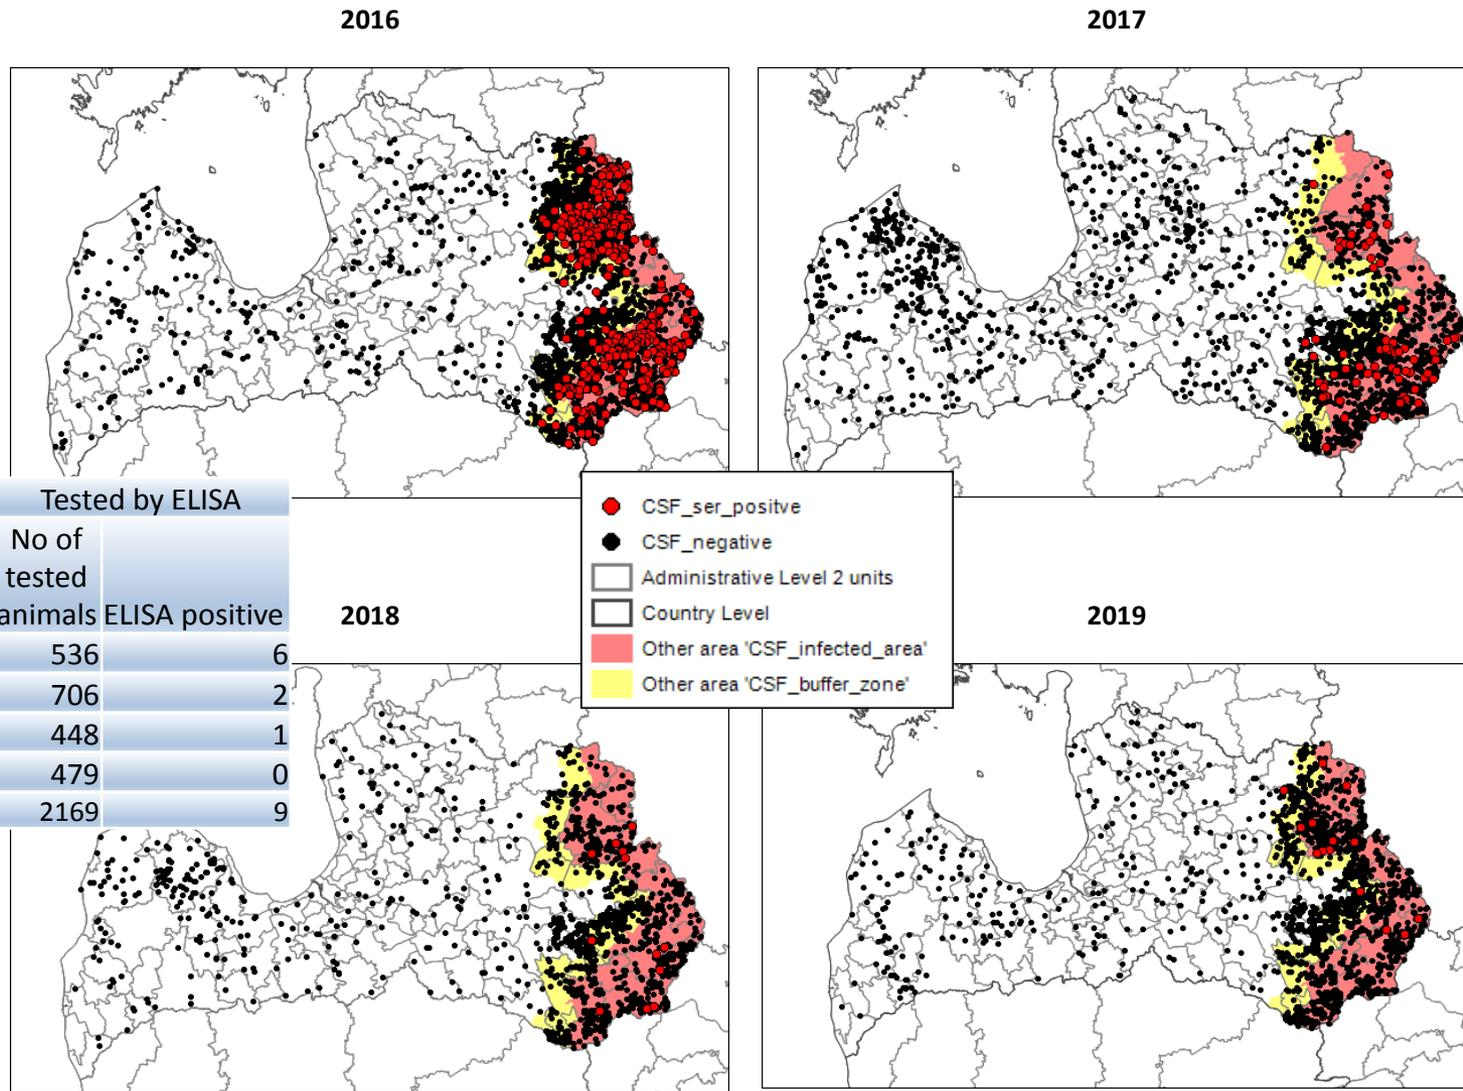 2016
2017
Tested by ELISA
No of
tested
animals ELISA positive
536 6
706 2
448 1
479 0
2169 9
CSF_ser_positve
CSF_negative
Administrative Level 2 units
Country Level
Other area 'CSF_infected_area'
Other area 'CSF_buffer_zone'
2018
2019